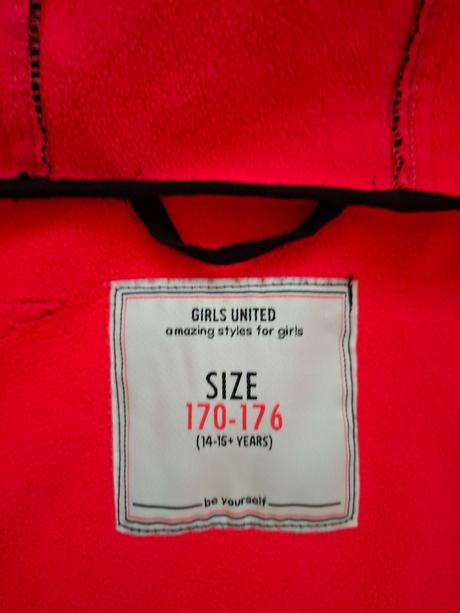 GIRLS UNITED
amazing styles for girls
SIZE
170-176
(14-15+ YEARS)
be yourself